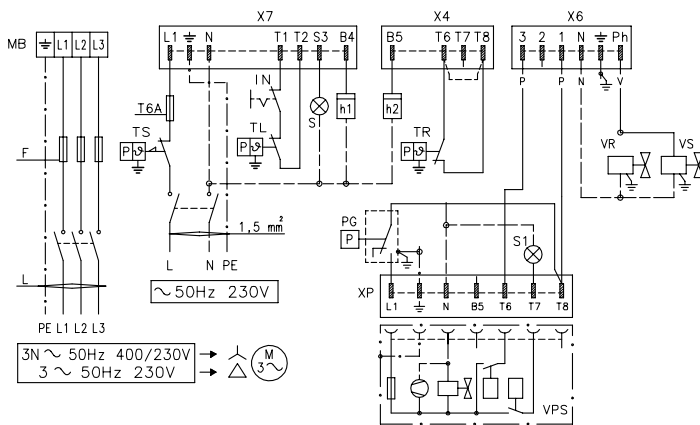 X7 X4 X6
MB L1 L2 L3
L1 N T1 T2 S3 B4
B5 T6 T7 T8
3 2 1 N Ph
P P N V
IN
T6A
h1 h2
S
TS TL TR
P ϑ P ϑ P ϑ
VR VS
F
1,5 mm²
PG
P
S1
L N PE
L
XP
L1 N B5 T6 T7 T8
~ 50Hz 230V
PE L1 L2 L3
3N ~ 50Hz 400/230V
3 ~ 50Hz 230V
M
3~
VPS